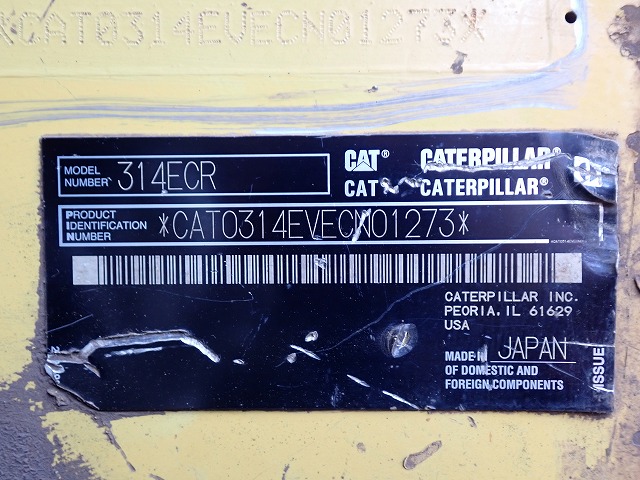 *CAT0314EVECN01273*
MODEL NUMBER 314ECR
CAT® CATERPILLAR
CAT CATERPILLAR®
PRODUCT IDENTIFICATION NUMBER *CAT0314EVECN01273*
CATERPILLAR INC.
PEORIA, IL 61629
USA
MADE IN JAPAN
OF DOMESTIC AND
FOREIGN COMPONENTS
ISSUE